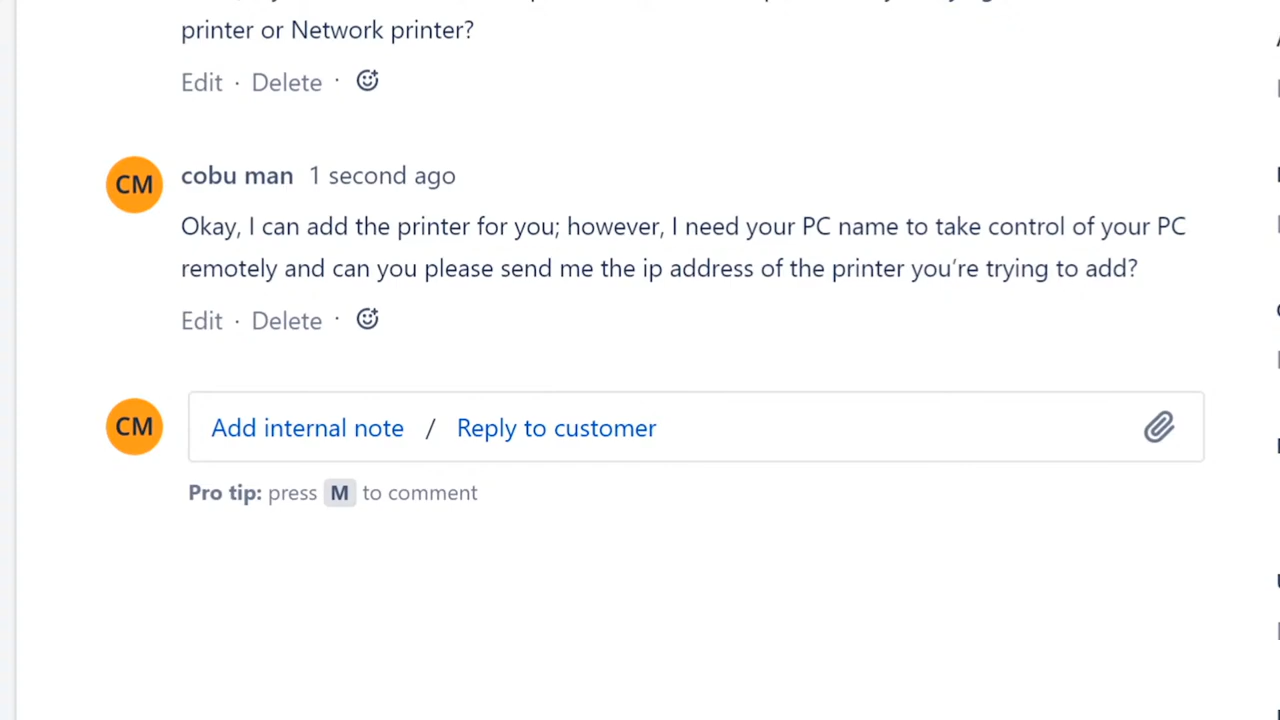 printer or Network printer?
Edit · Delete ·
CM cobu man 1 second ago
Okay, I can add the printer for you; however, I need your PC name to take control of your PC
remotely and can you please send me the ip address of the printer you're trying to add?
Edit · Delete ·
CM Add internal note / Reply to customer
Pro tip: press M to comment